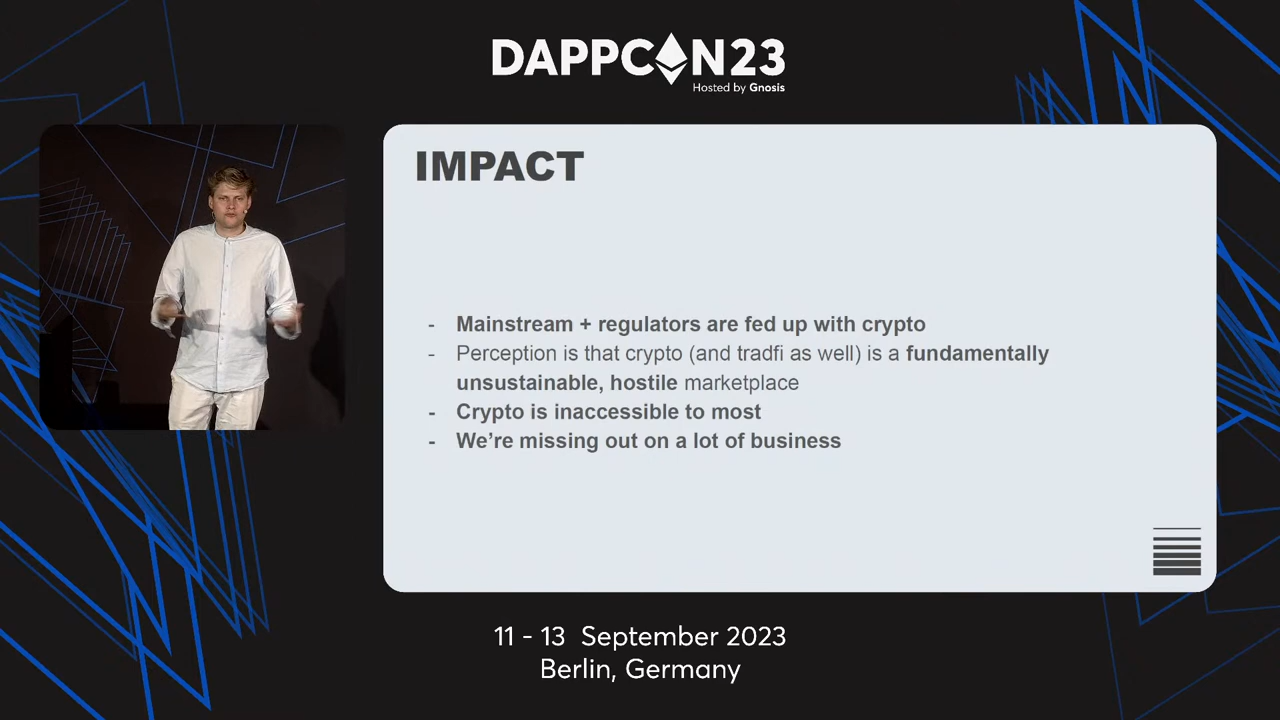 DAPPCON23
Hosted by Gnosis
IMPACT
- Mainstream + regulators are fed up with crypto
- Perception is that crypto (and tradfi as well) is a fundamentally
unsustainable, hostile marketplace
- Crypto is inaccessible to most
- We’re missing out on a lot of business
11 - 13 September 2023
Berlin, Germany